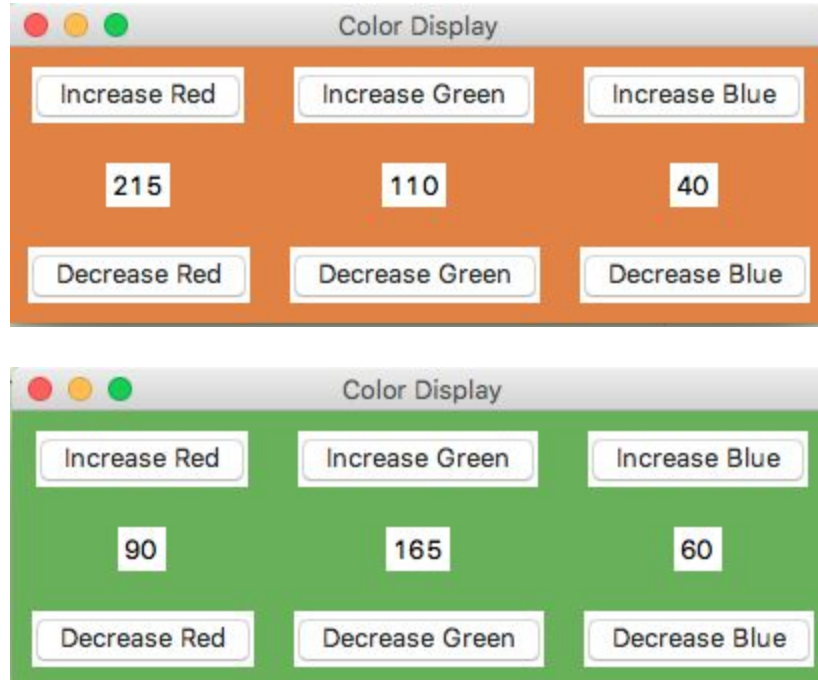 Color Display
Increase Red Increase Green Increase Blue
215 110 40
Decrease Red Decrease Green Decrease Blue
Color Display
Increase Red Increase Green Increase Blue
90 165 60
Decrease Red Decrease Green Decrease Blue